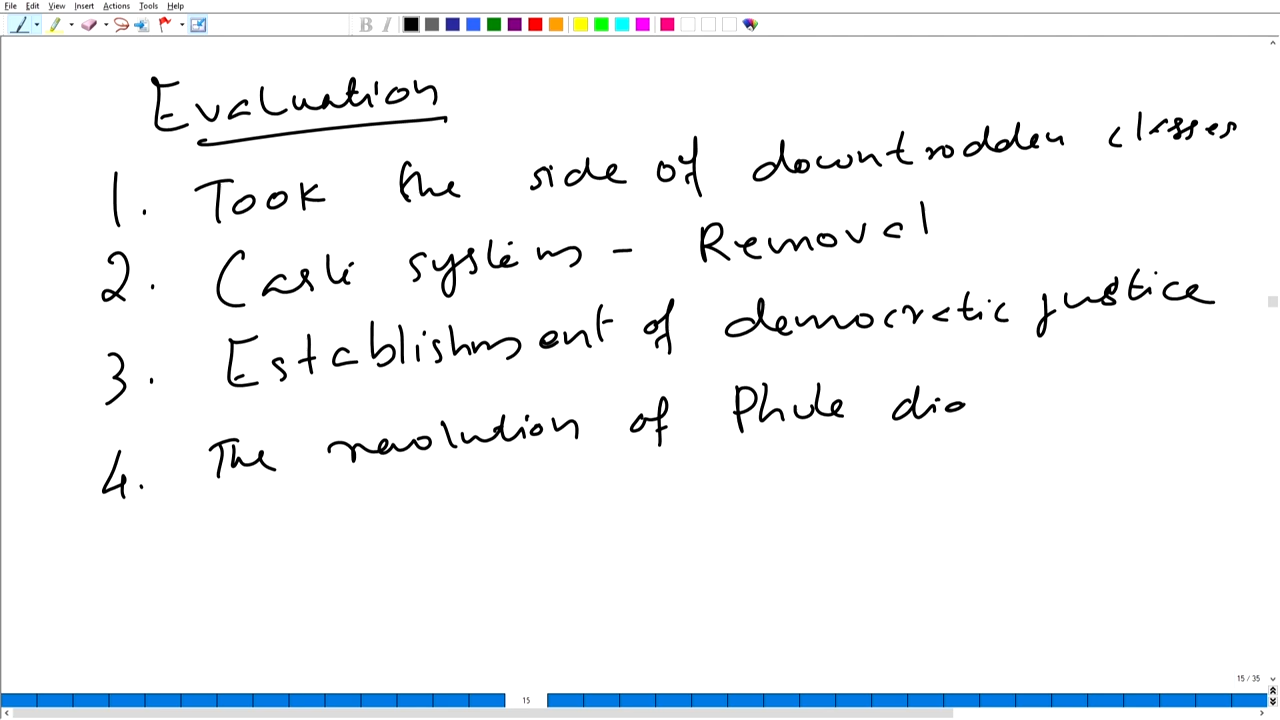 File Edit View Insert Actions Tools Help
B I
Evaluation
1. Took the side of downtrodden classes
2. Caste system - Removal
3. Establishment of democratic justice
4. The revolution of Phule dio
15 / 35
15